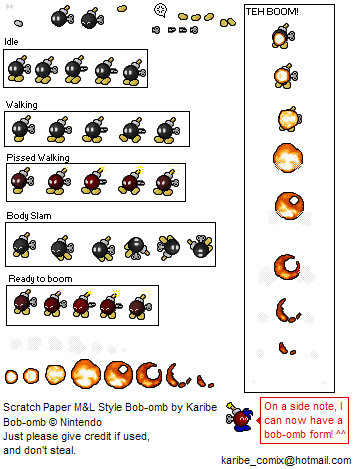 TEH BOOM!
Idle
Walking
Pissed Walking
Body Slam
Ready to boom
Scratch Paper M&L Style Bob-omb by Karibe
Bob-omb © Nintendo
Just please give credit if used,
and don't steal.
On a side note, I
can now have a
bob-omb form! ^^
karibe_comix@hotmail.com